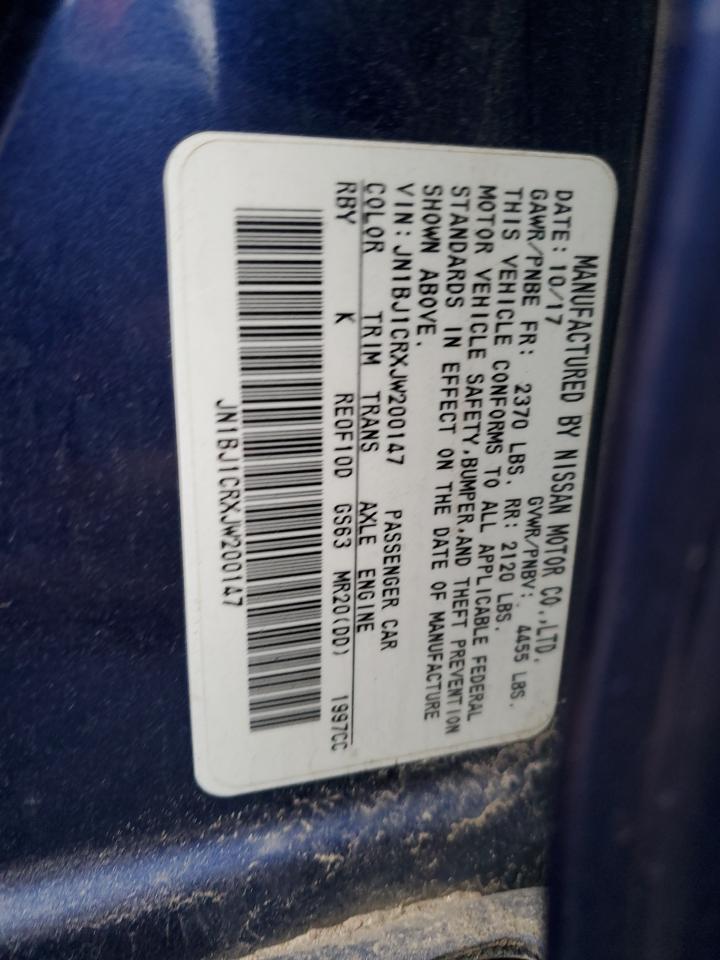 MANUFACTURED BY NISSAN MOTOR CO.,LTD.
DATE: 10/17 GVWR/PNBV: 4455 LBS.
GAWR/PNBE FR: 2370 LBS. RR: 2120 LBS.
THIS VEHICLE CONFORMS TO ALL APPLICABLE FEDERAL
MOTOR VEHICLE SAFETY,BUMPER,AND THEFT PREVENTION
STANDARDS IN EFFECT ON THE DATE OF MANUFACTURE
SHOWN ABOVE.
VIN: JN1BJ1CRXJW200147 PASSENGER CAR
COLOR TRIM TRANS AXLE ENGINE
RBY K RE0F10D GS63 MR20(DD) 1997CC
JN1BJ1CRXJW200147